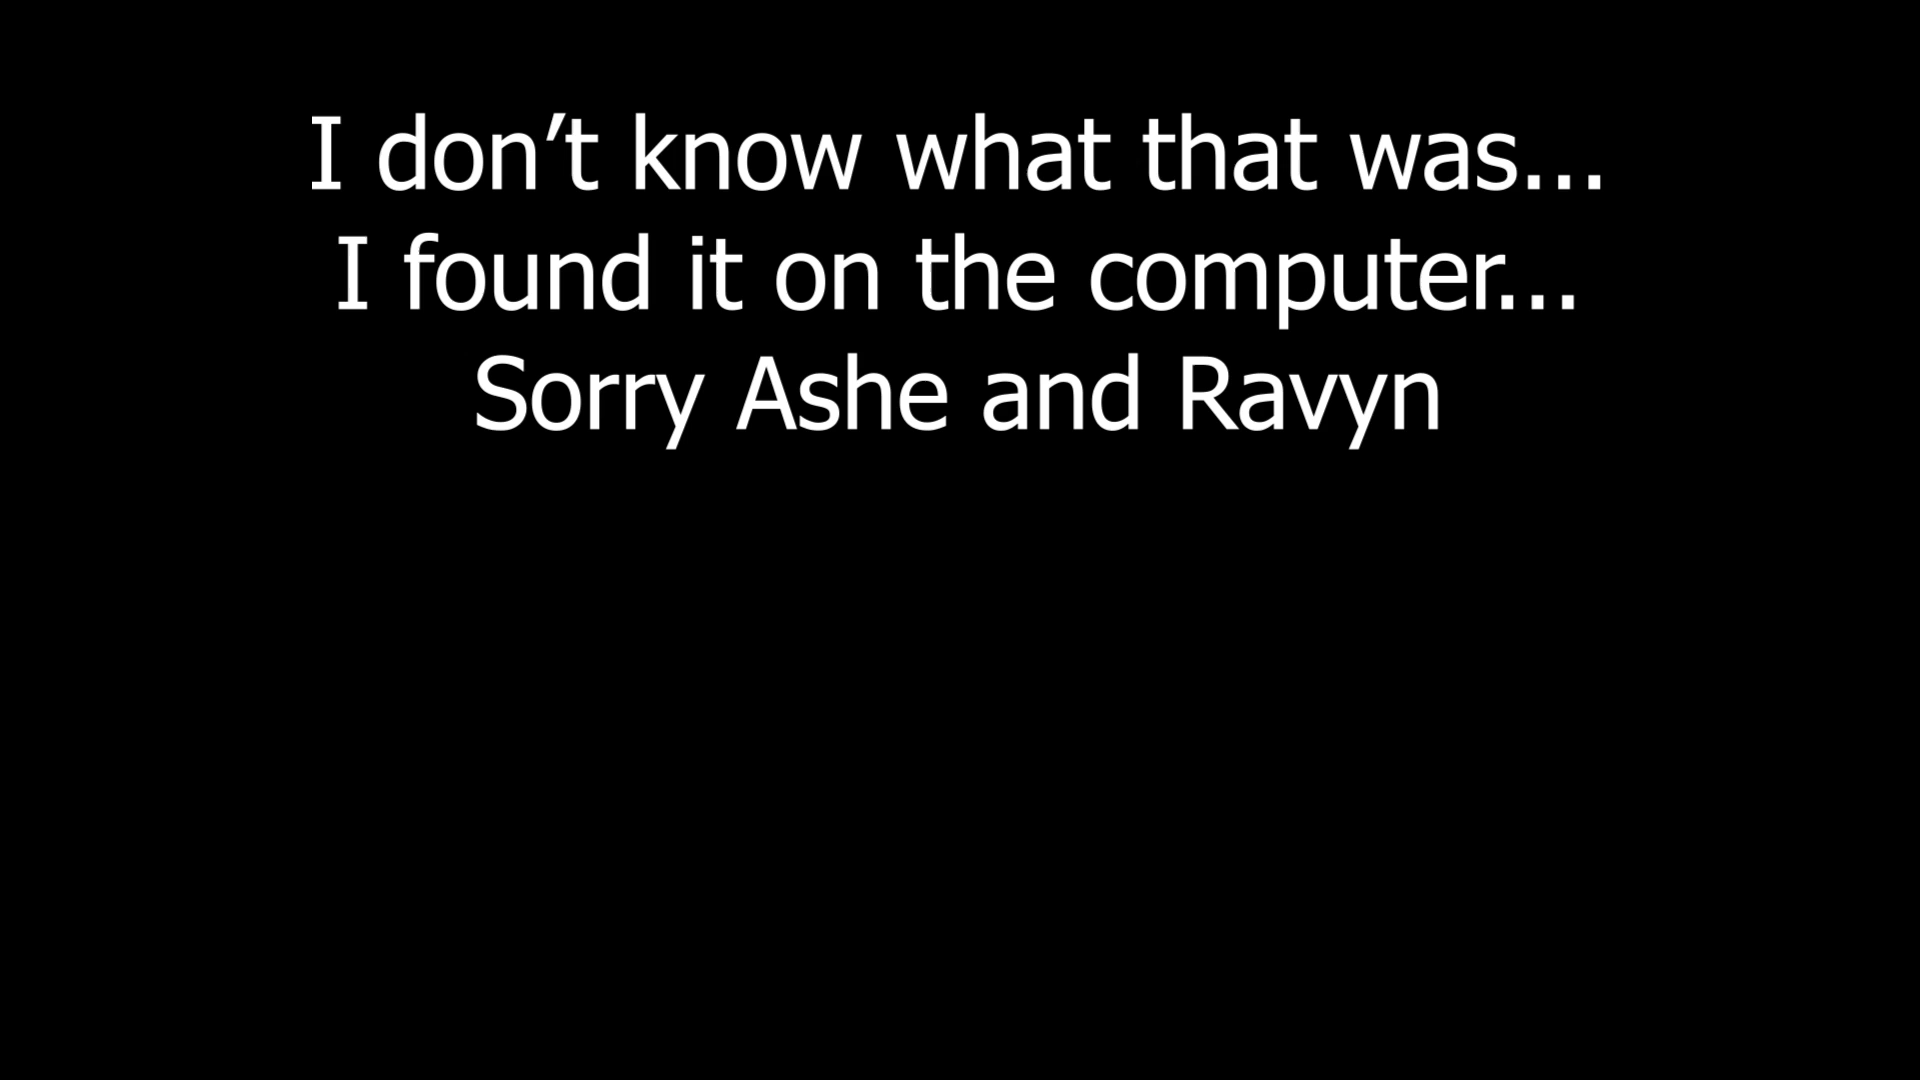 I don’t know what that was...
I found it on the computer...
Sorry Ashe and Ravyn